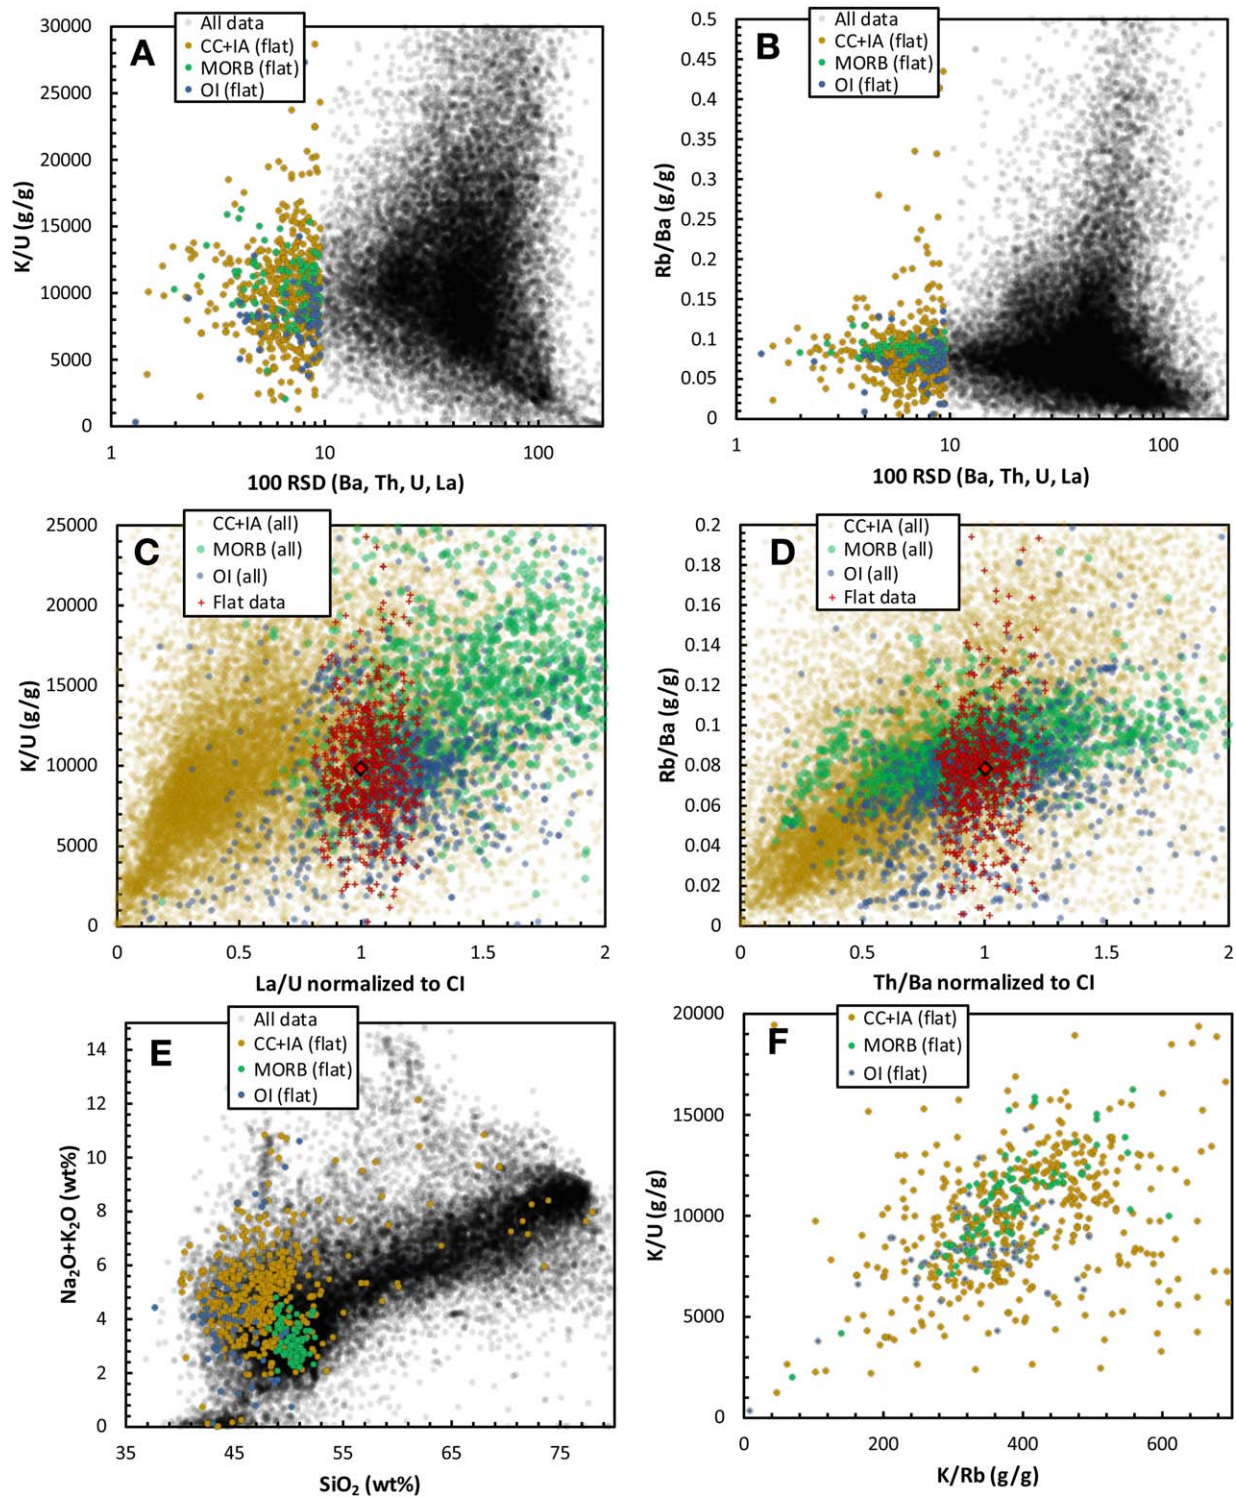 A
All data
CC+IA (flat)
MORB (flat)
OI (flat)
30000
25000
20000
15000
10000
5000
0
K/U (g/g)
1
10
100
100 RSD (Ba, Th, U, La)
B
All data
CC+IA (flat)
MORB (flat)
OI (flat)
0.5
0.45
0.4
0.35
0.3
0.25
0.2
0.15
0.1
0.05
0
Rb/Ba (g/g)
1
10
100
100 RSD (Ba, Th, U, La)
C
CC+IA (all)
MORB (all)
OI (all)
Flat data
25000
20000
15000
10000
5000
0
K/U (g/g)
0
0.5
1
1.5
2
La/U normalized to CI
D
CC+IA (all)
MORB (all)
OI (all)
Flat data
0.2
0.18
0.16
0.14
0.12
0.1
0.08
0.06
0.04
0.02
0
Rb/Ba (g/g)
0
0.5
1
1.5
2
Th/Ba normalized to CI
E
All data
CC+IA (flat)
MORB (flat)
OI (flat)
14
12
10
8
6
4
2
0
Na₂O+K₂O (wt%)
35
45
55
65
75
SiO₂ (wt%)
F
CC+IA (flat)
MORB (flat)
OI (flat)
20000
15000
10000
5000
0
K/U (g/g)
0
200
400
600
K/Rb (g/g)